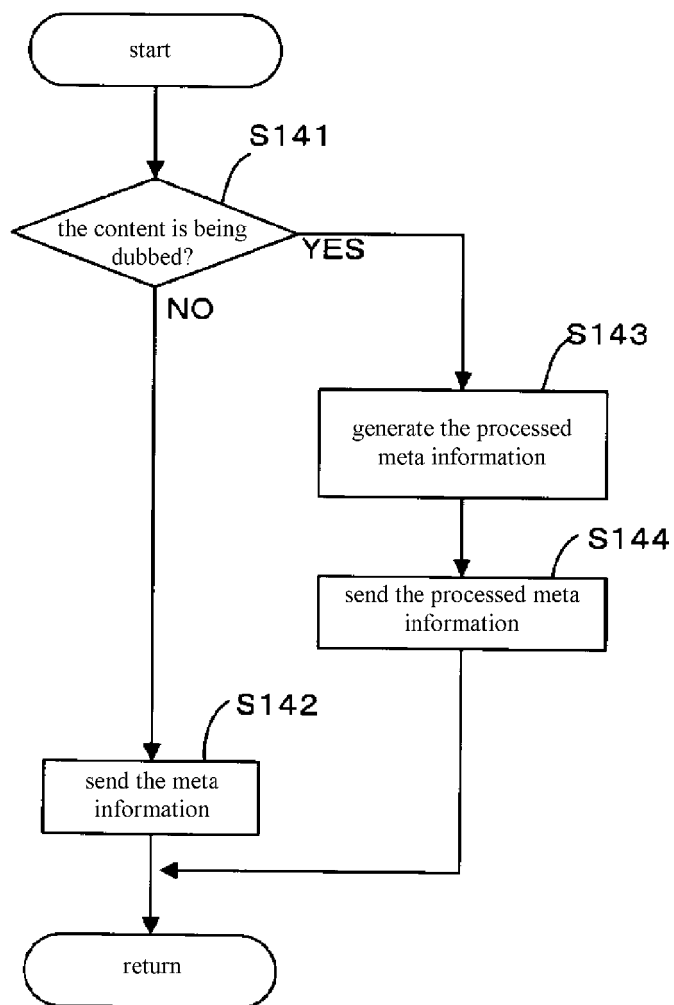 start
S141
the content is being
dubbed?
YES
NO
S143
generate the processed
meta information
S144
send the processed meta
information
S142
send the meta
information
return